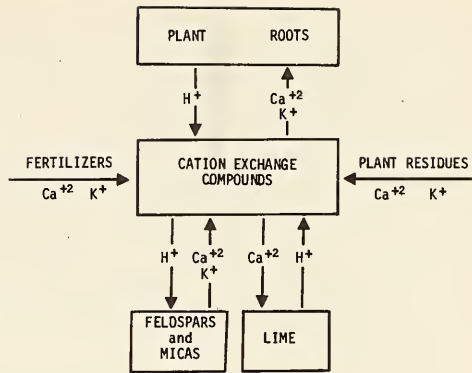 PLANT ROOTS
H+ Ca+2
K+
FERTILIZERS
Ca+2 K+
CATION EXCHANGE
COMPOUNDS
PLANT RESIDUES
Ca+2 K+
H+ Ca+2
K+
Ca+2 H+
FELOSPARS
and
MICAS
LIME